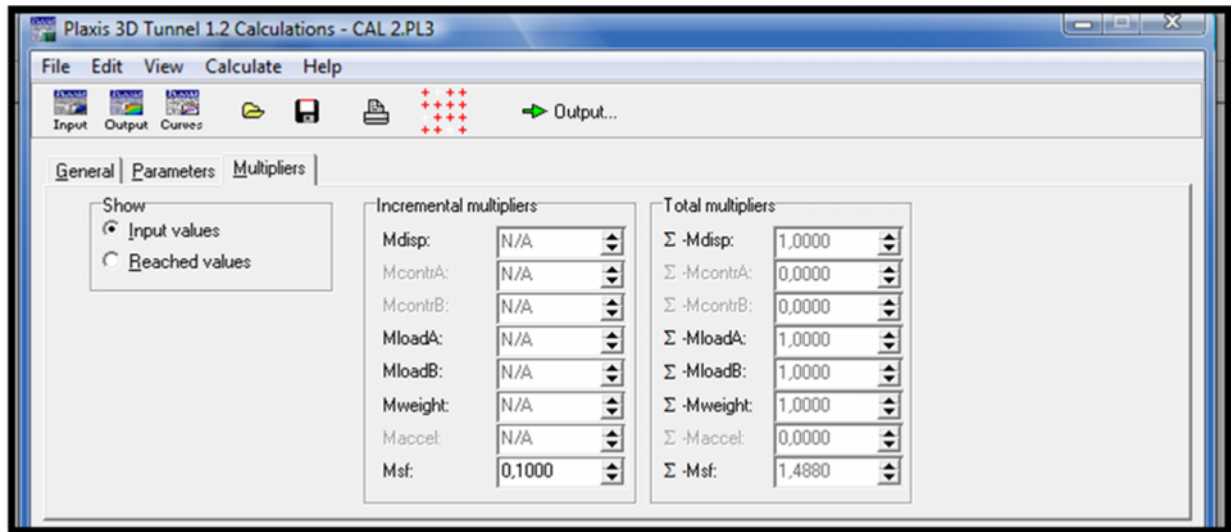 Plaxis 3D Tunnel 1.2 Calculations - CAL 2.PL3
File Edit View Calculate Help
Input Output Curves Output...
General Parameters Multipliers
Show
Input values
Reached values
Incremental multipliers
Mdisp: N/A
McontrA: N/A
McontrB: N/A
MloadA: N/A
MloadB: N/A
Mweight: N/A
Maccel: N/A
Msf: 0,1000
Total multipliers
Σ -Mdisp: 1,0000
Σ -McontrA: 0,0000
Σ -McontrB: 0,0000
Σ -MloadA: 1,0000
Σ -MloadB: 1,0000
Σ -Mweight: 1,0000
Σ -Maccel: 0,0000
Σ -Msf: 1,4880